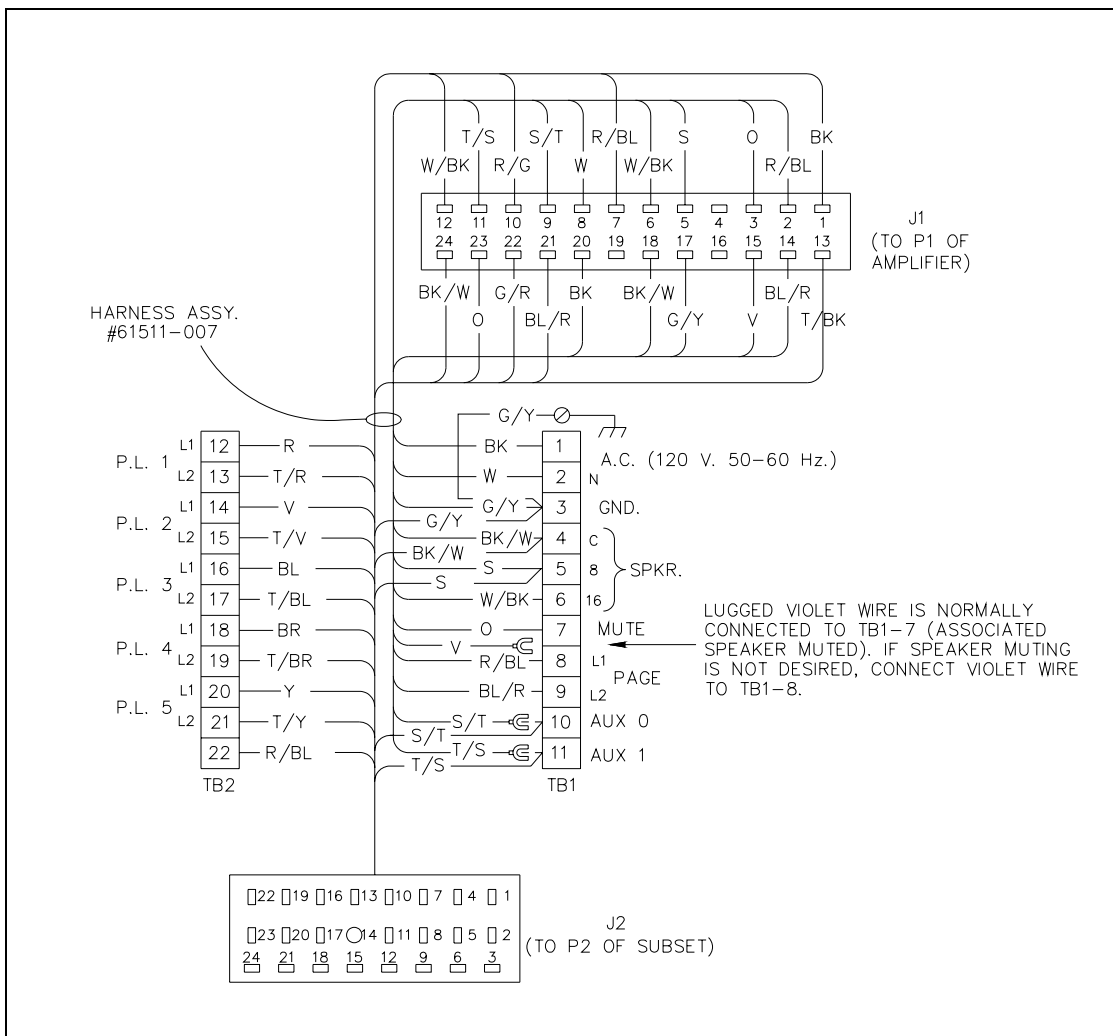 T/S S/T R/BL S O BK
W/BK R/G W W/BK R/BL
12 11 10 9 8 7 6 5 4 3 2 1
24 23 22 21 20 19 18 17 16 15 14 13
J1
(TO P1 OF
AMPLIFIER)
BK/W G/R BK BK/W BL/R
O BL/R G/Y V T/BK
HARNESS ASSY.
#61511-007
G/Y
P.L. 1
L1 12 R
L2 13 T/R
P.L. 2
L1 14 V
L2 15 T/V
P.L. 3
L1 16 BL
L2 17 T/BL
P.L. 4
L1 18 BR
L2 19 T/BR
P.L. 5
L1 20 Y
L2 21 T/Y
22 R/BL
TB2
BK 1
A.C. (120 V. 50-60 Hz.)
W 2 N
G/Y 3 GND.
G/Y
BK/W 4 C
BK/W
S 5 8 SPKR.
S
W/BK 6 16
O 7 MUTE
V
R/BL 8 L1
PAGE
BL/R 9 L2
S/T 10 AUX 0
S/T
T/S 11 AUX 1
T/S
TB1
LUGGED VIOLET WIRE IS NORMALLY
CONNECTED TO TB1-7 (ASSOCIATED
SPEAKER MUTED). IF SPEAKER MUTING
IS NOT DESIRED, CONNECT VIOLET WIRE
TO TB1-8.
22 19 16 13 10 7 4 1
23 20 17 14 11 8 5 2
24 21 18 15 12 9 6 3
J2
(TO P2 OF SUBSET)